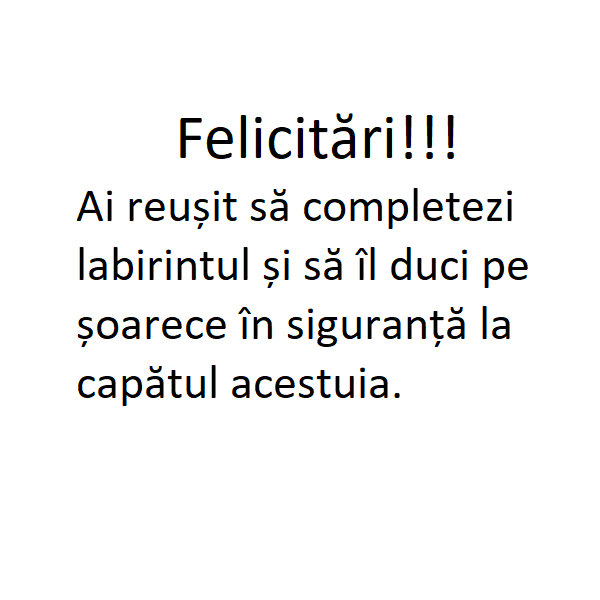 Felicitări!!!
Ai reușit să completezi
labirintul și să îl duci pe
șoarece în siguranță la
capătul acestuia.